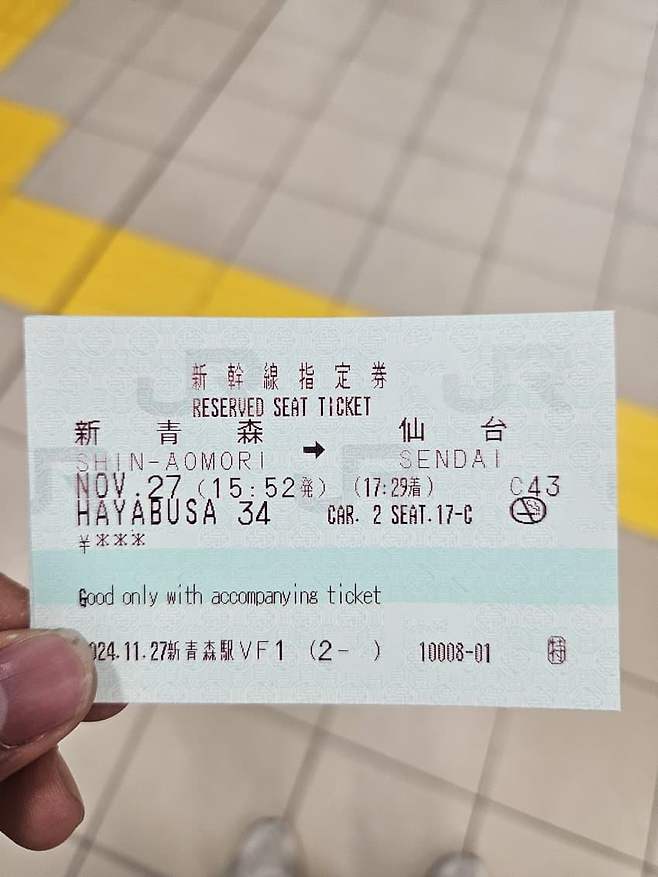 新幹線指定券
RESERVED SEAT TICKET
新青森 → 仙台
SHIN-AOMORI SENDAI
NOV.27 (15:52発) (17:29着) C43
HAYABUSA 34 CAR. 2 SEAT.17-C
¥***
Good only with accompanying ticket
024.11.27新青森駅VF1 (2- ) 10008-01 特